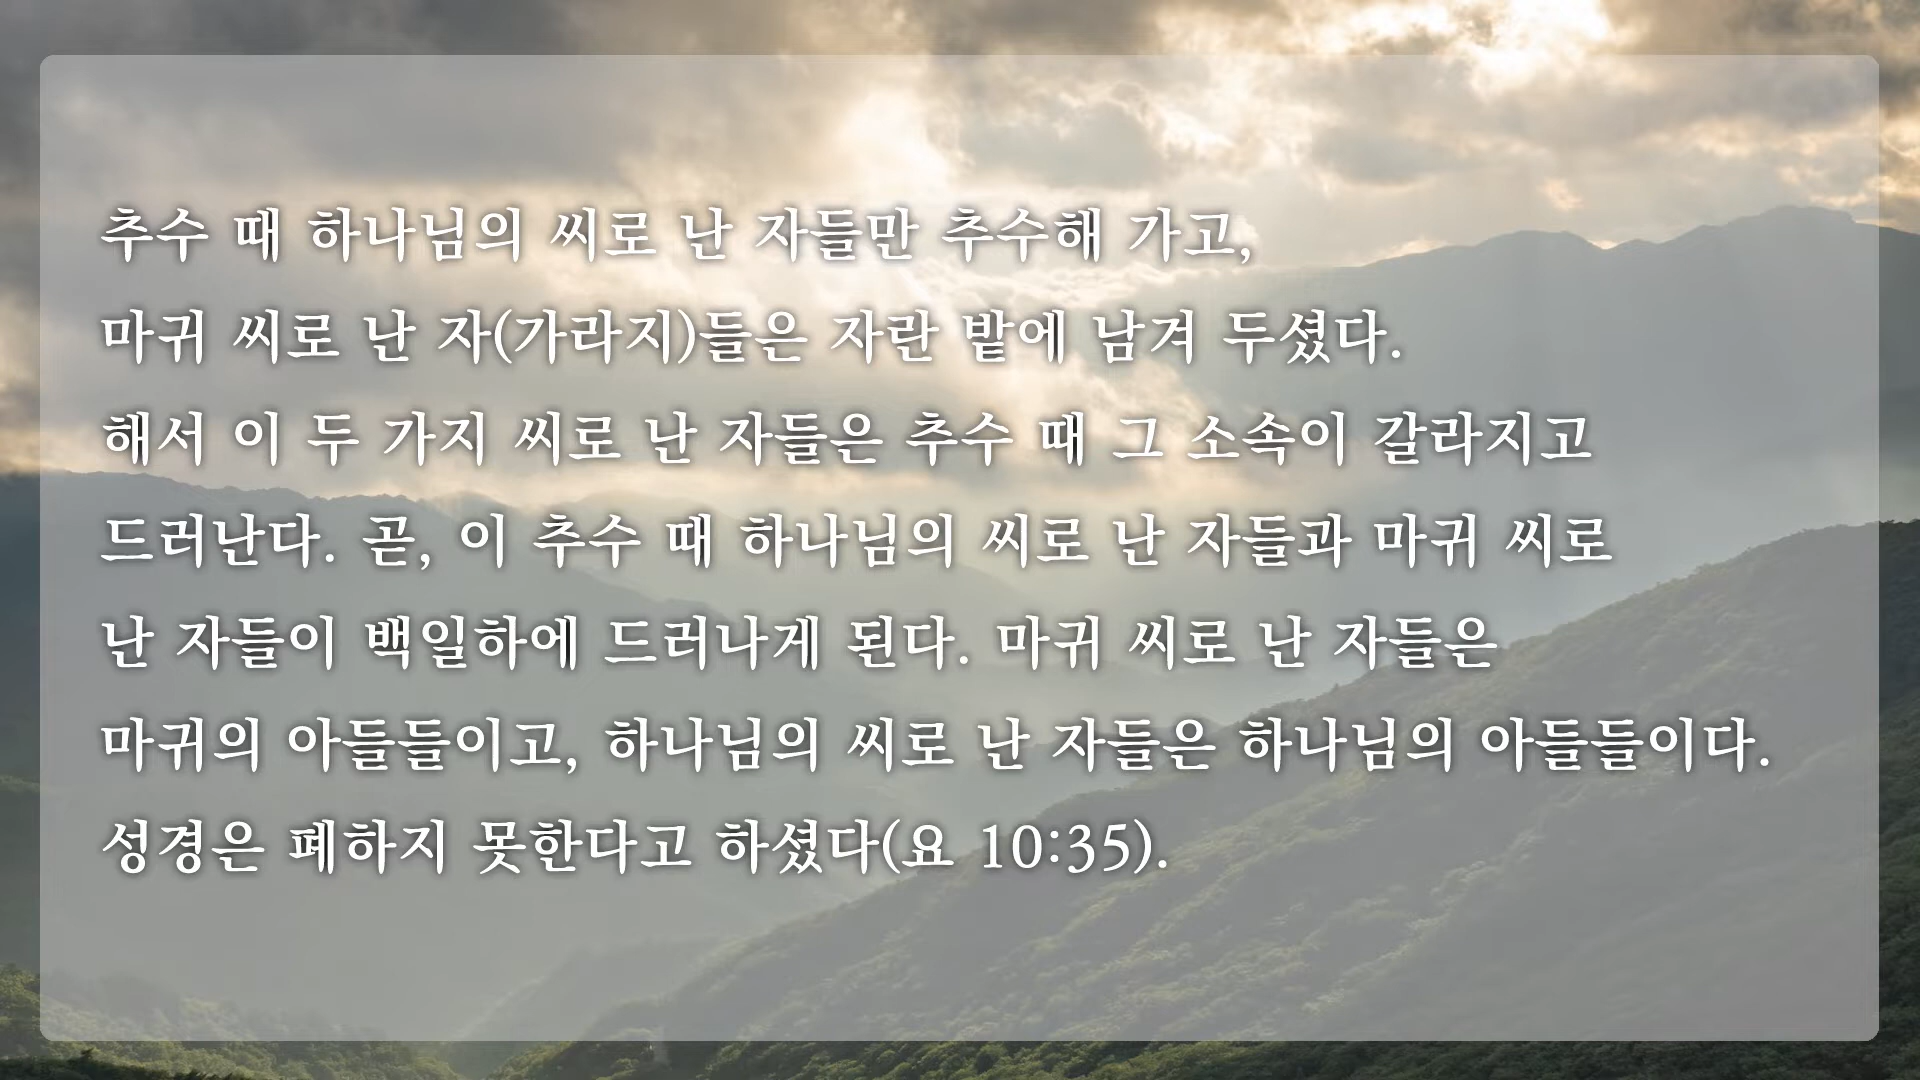 추수 때 하나님의 씨로 난 자들만 추수해 가고,
마귀 씨로 난 자(가라지)들은 자란 밭에 남겨 두셨다.
해서 이 두 가지 씨로 난 자들은 추수 때 그 소속이 갈라지고
드러난다. 곧, 이 추수 때 하나님의 씨로 난 자들과 마귀 씨로
난 자들이 백일하에 드러나게 된다. 마귀 씨로 난 자들은
마귀의 아들들이고, 하나님의 씨로 난 자들은 하나님의 아들들이다.
성경은 폐하지 못한다고 하셨다(요 10:35).